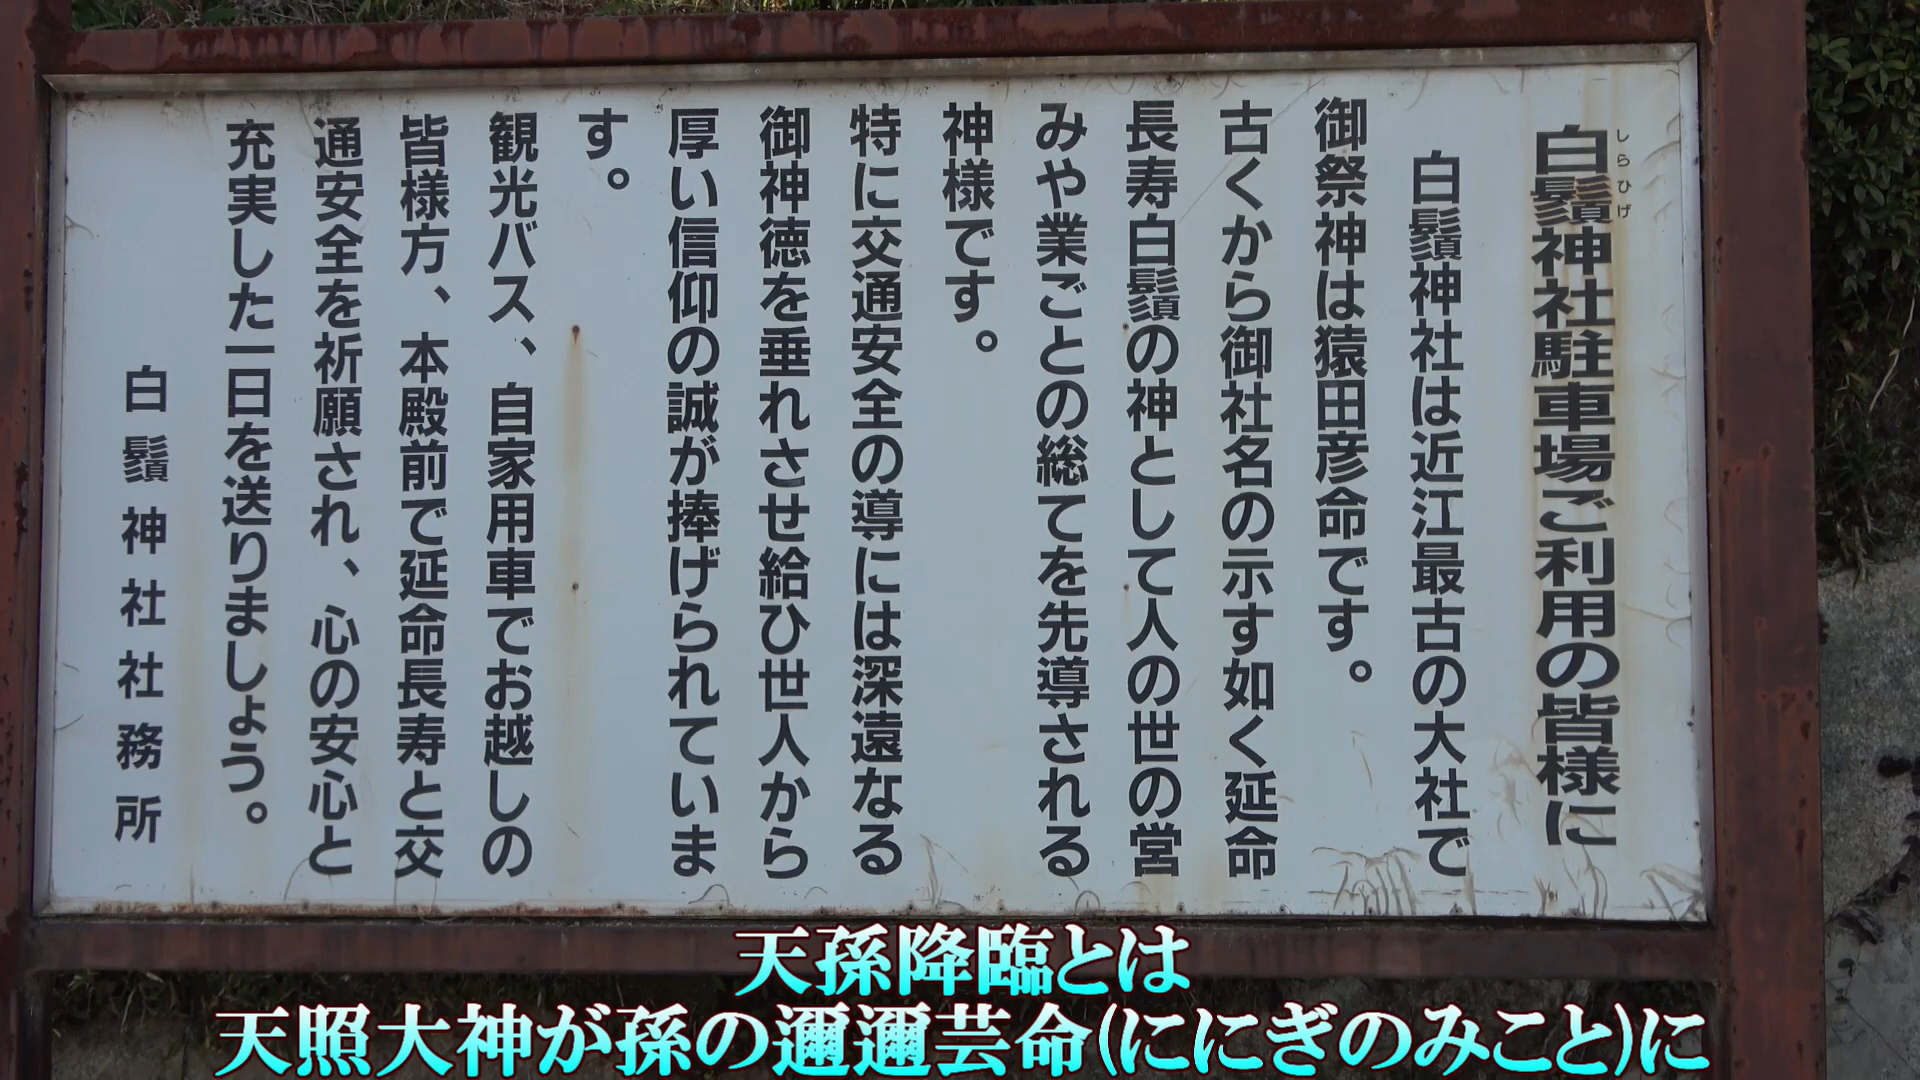 白鬚神社駐車場ご利用の皆様に
しらひげ
白鬚神社は近江最古の大社で
御祭神は猿田彦命です。
古くから御社名の示す如く延命
長寿白鬚の神として人の世の営
みや業ごとの総てを先導される
神様です。
特に交通安全の導には深遠なる
御神徳を垂れさせ給ひ世人から
厚い信仰の誠が捧げられていま
す。
観光バス、自家用車でお越しの
皆様方、本殿前で延命長寿と交
通安全を祈願され、心の安心と
充実した一日を送りましょう。
白鬚神社社務所
天孫降臨とは
天照大神が孫の邇邇芸命(ににぎのみこと)に